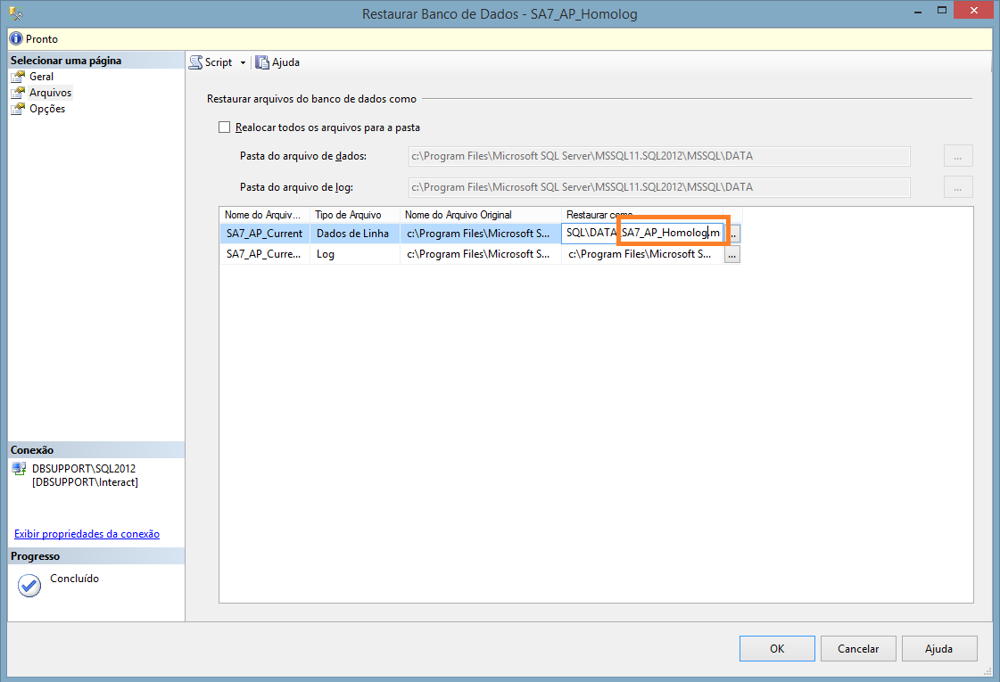 Restaurar Banco de Dados - SA7_AP_Homolog
Pronto
Selecionar uma página
Geral
Arquivos
Opções
Script
Ajuda
Restaurar arquivos do banco de dados como
Realocar todos os arquivos para a pasta
Pasta do arquivo de dados: c:\Program Files\Microsoft SQL Server\MSSQL11.SQL2012\MSSQL\DATA ...
Pasta do arquivo de log: c:\Program Files\Microsoft SQL Server\MSSQL11.SQL2012\MSSQL\DATA ...
Nome do Arquiv... Tipo de Arquivo Nome do Arquivo Original Restaurar como
SA7_AP_Current Dados de Linha c:\Program Files\Microsoft S... SQL\DATA\SA7_AP_Homolog.m ...
SA7_AP_Curre... Log c:\Program Files\Microsoft S... c:\Program Files\Microsoft S... ...
Conexão
DBSUPPORT\SQL2012
[DBSUPPORT\Interact]
Exibir propriedades da conexão
Progresso
Concluído
OK Cancelar Ajuda